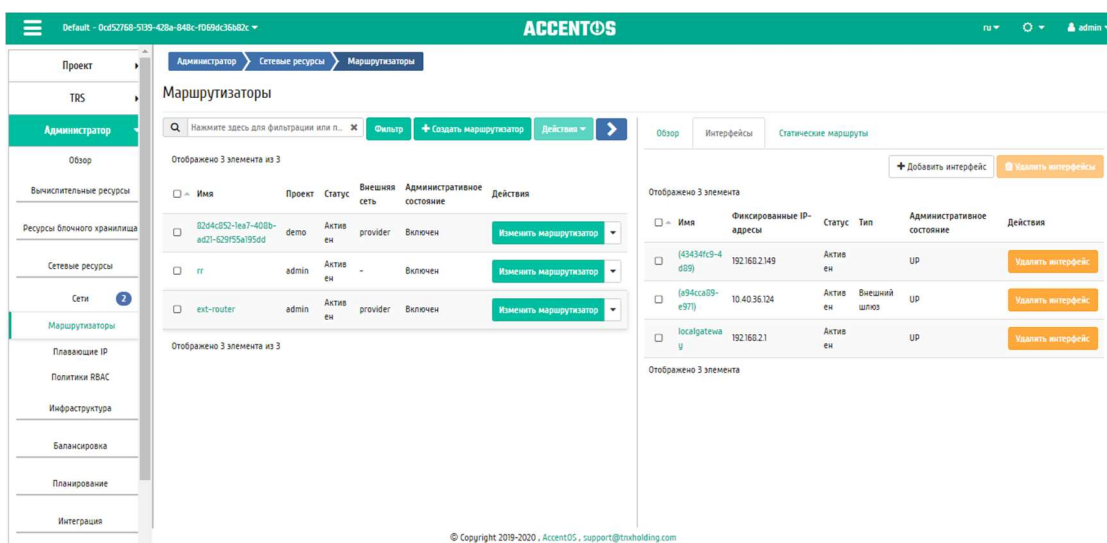 Default - 0cd52768-5139-428a-848c-f069dc36b82c
ACCENTOS
ru
admin
Проект
TRS
Администратор
Обзор
Вычислительные ресурсы
Ресурсы блочного хранилища
Сетевые ресурсы
Сети 2
Маршрутизаторы
Плавающие IP
Политики RBAC
Инфраструктура
Балансировка
Планирование
Интеграция
Администратор Сетевые ресурсы Маршрутизаторы
Маршрутизаторы
Нажмите здесь для фильтрации или п... Фильтр Создать маршрутизатор Действия
Отображено 3 элемента из 3
Имя Проект Статус Внешняя сеть Административное состояние Действия
82d4c852-1ea7-408b-ad21-629f55a195dd demo Активен provider Включен Изменить маршрутизатор
rr admin Активен - Включен Изменить маршрутизатор
ext-router admin Активен provider Включен Изменить маршрутизатор
Отображено 3 элемента из 3
Обзор Интерфейсы Статические маршруты
Добавить интерфейс Удалить интерфейсы
Отображено 3 элемента
Имя Фиксированные IP-адреса Статус Тип Административное состояние Действия
(43434fc9-4d89) 192.168.2.149 Активен UP Удалить интерфейс
(a94cca89-e971) 10.40.36.124 Активен Внешний шлюз UP Удалить интерфейс
localgateway 192.168.2.1 Активен UP Удалить интерфейс
Отображено 3 элемента
© Copyright 2019-2020 , AccentOS , support@tnxholding.com